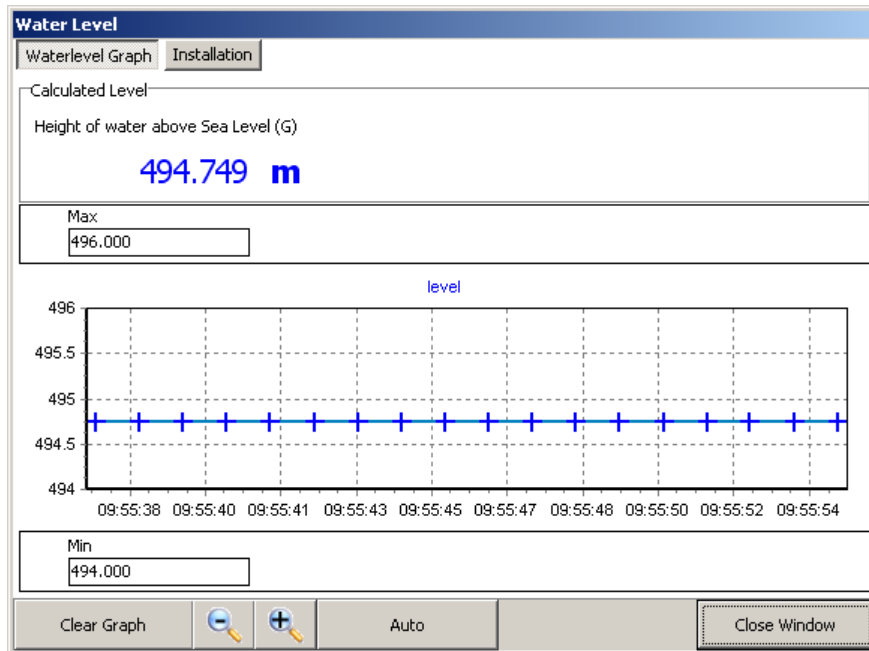 Water Level
Waterlevel Graph Installation
Calculated Level
Height of water above Sea Level (G)
494.749 m
Max
496.000
level
496
495.5
495
494.5
494
09:55:38 09:55:40 09:55:41 09:55:43 09:55:45 09:55:47 09:55:48 09:55:50 09:55:52 09:55:54
Min
494.000
Clear Graph Auto Close Window